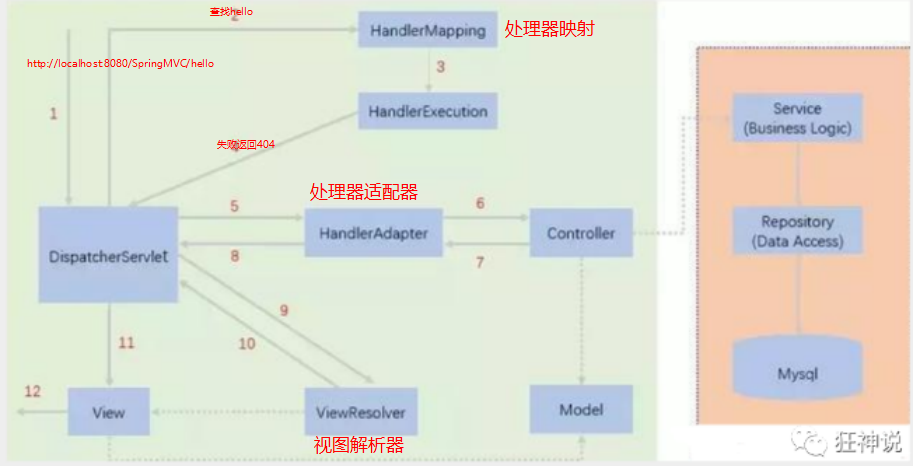 查找hello
2
HandlerMapping
处理器映射
http://localhost:8080/SpringMVC/hello
3
1
HandlerExecution
Service
(Business Logic)
失败返回404
处理器适配器
5
6
HandlerAdapter
Controller
Repository
(Data Access)
DispatcherServlet
8
7
9
11
10
Mysql
12
View
ViewResolver
Model
视图解析器
狂神说